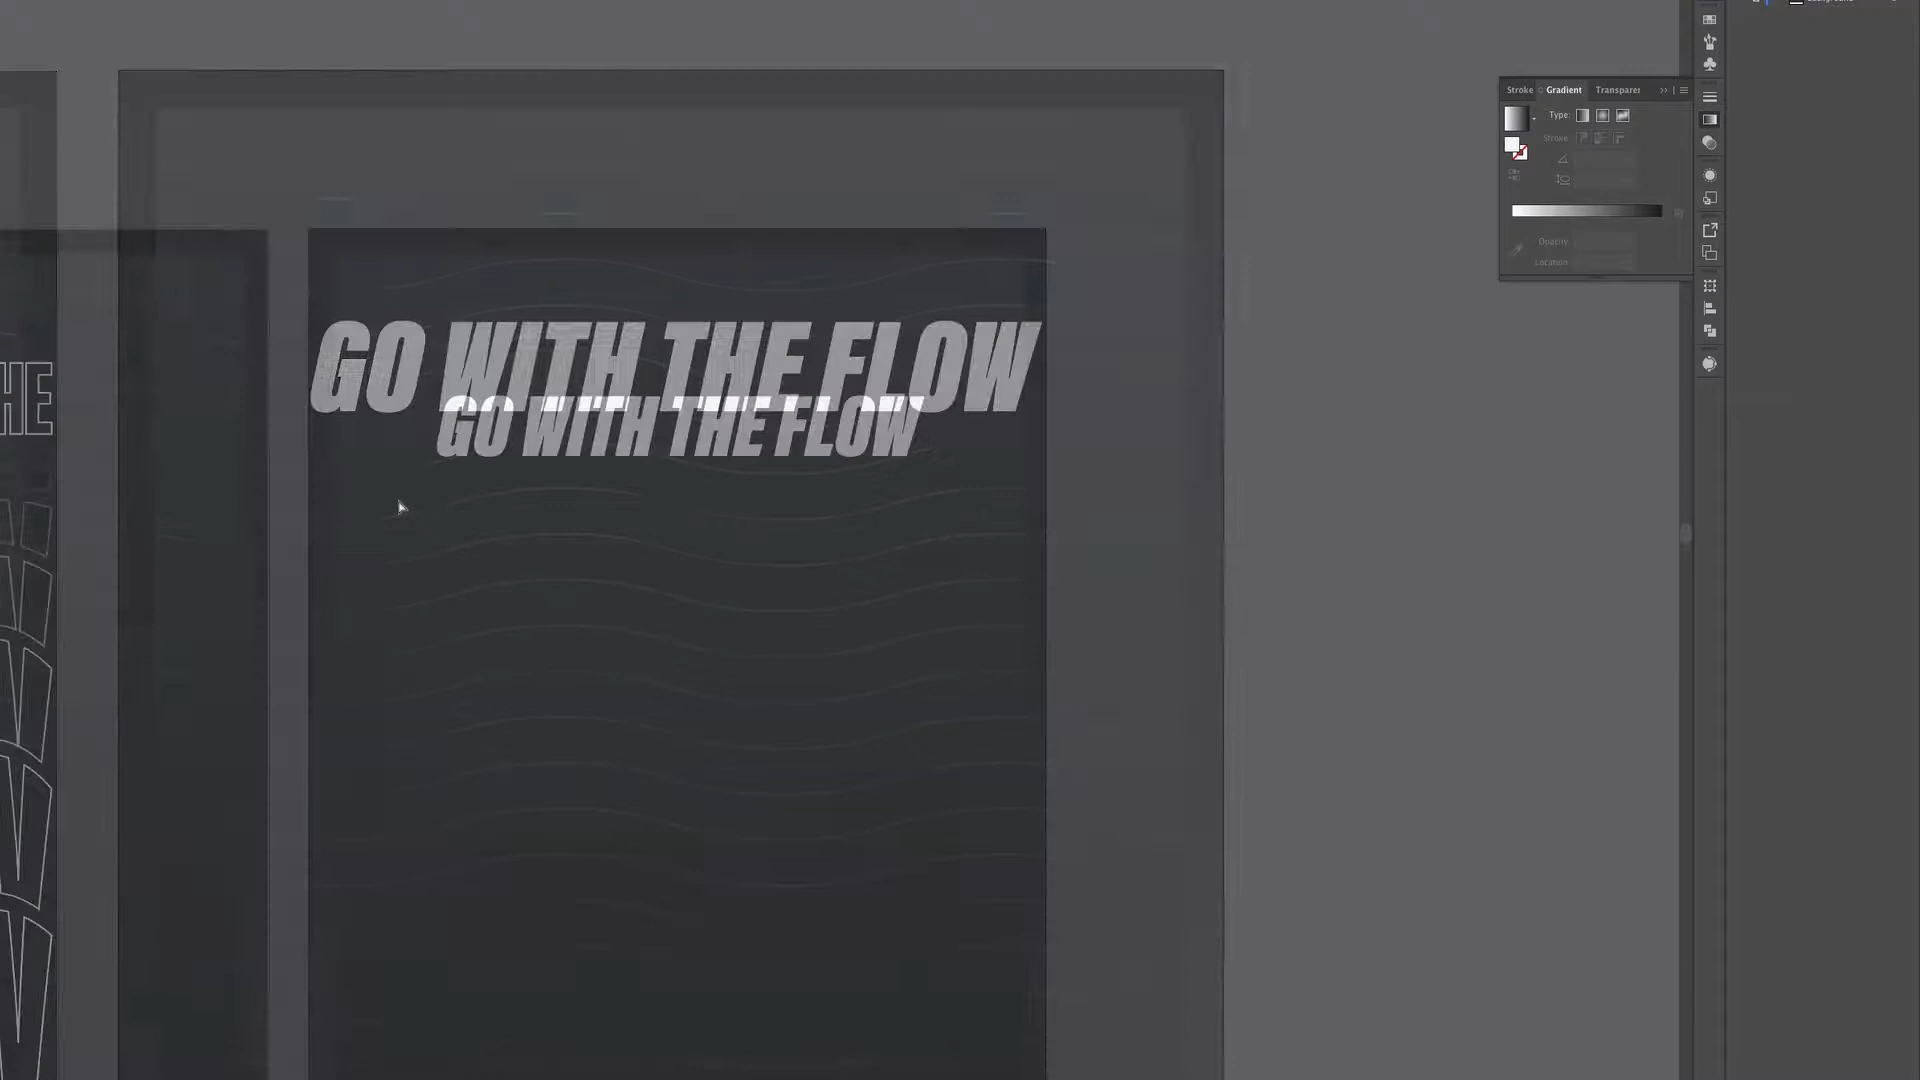 Stroke Gradient Transparer
Type:
Stroke:
Opacity
Location
GO WITH THE FLOW
GO WITH THE FLOW
HE